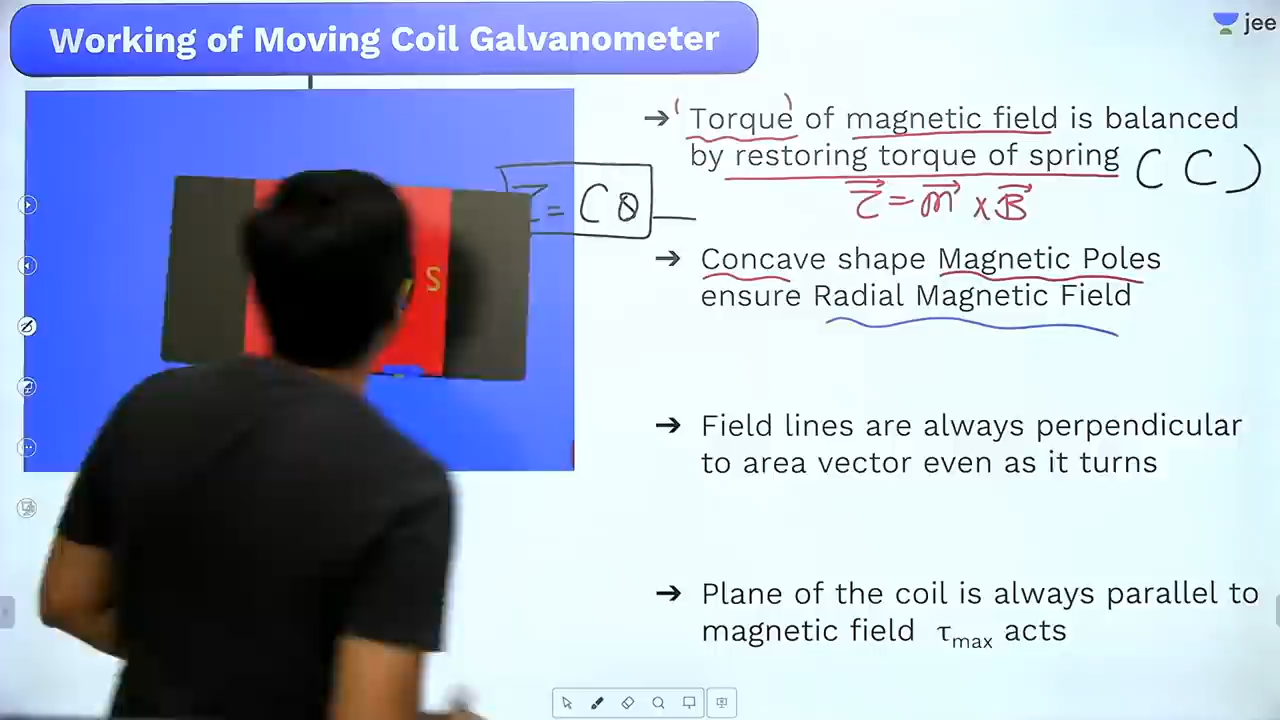 Working of Moving Coil Galvanometer
jee
→ (Torque) of magnetic field is balanced
by restoring torque of spring (C)
τ = Cθ
τ⃗ = m⃗ × B⃗
S
→ Concave shape Magnetic Poles
ensure Radial Magnetic Field
→ Field lines are always perpendicular
to area vector even as it turns
→ Plane of the coil is always parallel to
magnetic field τmax acts